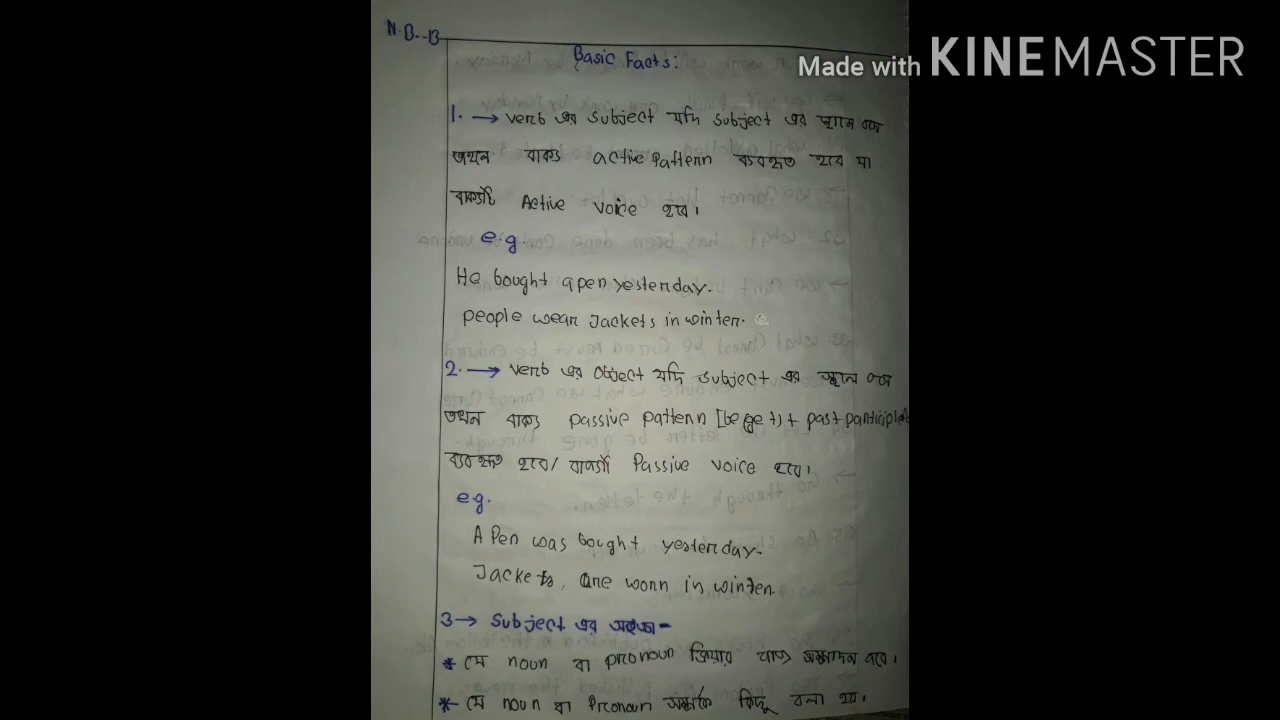 N.B.-B
Made with KINEMASTER
Basic Facts:
1. → verb এর subject যদি subject এর স্থানে বসে
তখন বাক্য active pattern ব্যবহৃত হবে বা
বাক্যটি Active voice হবে।
e.g.
He bought a pen yesterday.
people wear Jackets in winter.
2. → verb এর object যদি subject এর স্থানে বসে
তখন বাক্য passive pattern [be (get) + past participle
ব্যবহৃত হবে/ বাক্যটি Passive voice হবে।
e.g.
A Pen was bought yesterday.
Jackets, are worn in winter.
3 → Subject এর
* যে noun বা pronoun ক্রিয়ার কাজ সম্পাদন করে।
* যে noun বা Pronoun সম্পর্কে কিছু বলা হয়।